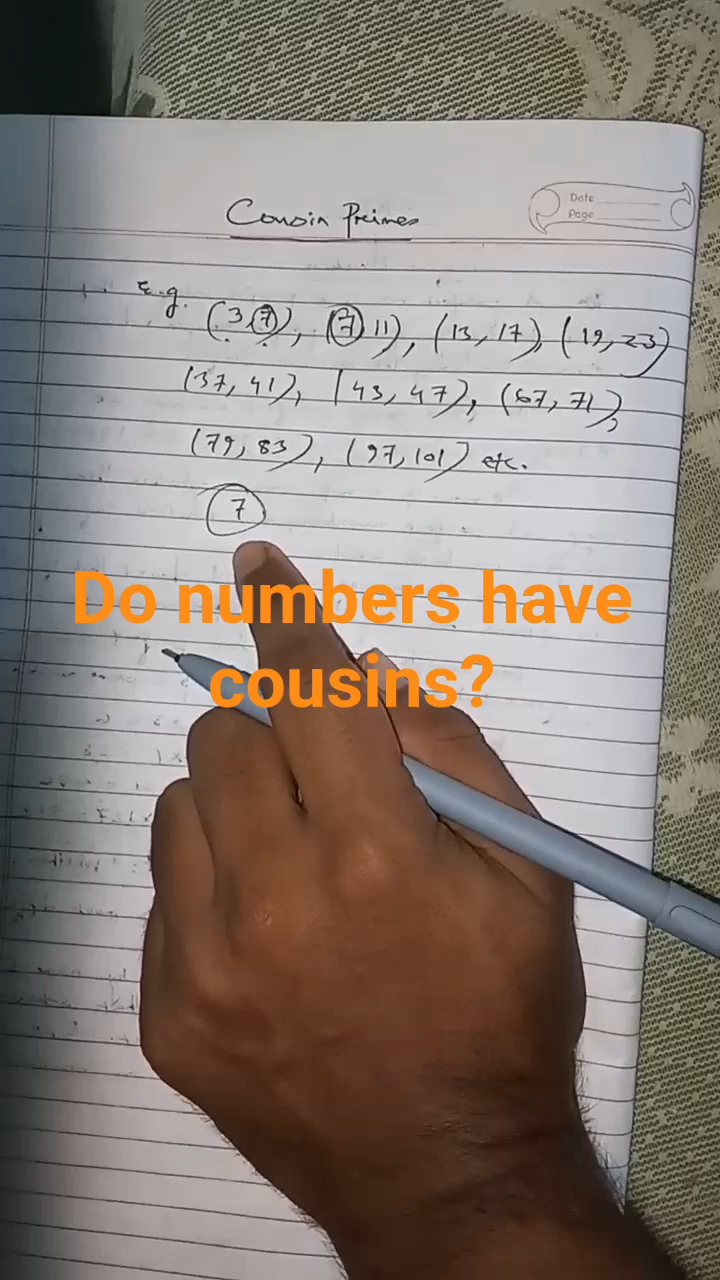 Cousin Primes
Date
Page
e.g. (3, 7), (7, 11), (13, 17), (19, 23)
(37, 41), (43, 47), (67, 71),
(79, 83), (97, 101) etc.
7
Do numbers have
cousins?